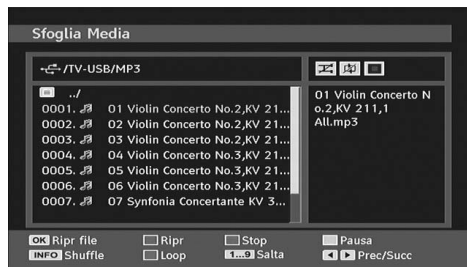 Sfoglia Media
/TV-USB/MP3
../
0001. 01 Violin Concerto No.2,KV 21...
0002. 02 Violin Concerto No.2,KV 21...
0003. 03 Violin Concerto No.2,KV 21...
0004. 04 Violin Concerto No.3,KV 21...
0005. 05 Violin Concerto No.3,KV 21...
0006. 06 Violin Concerto No.3,KV 21...
0007. 07 Synfonia Concertante KV 3...
01 Violin Concerto N
o.2,KV 211,1
All.mp3
OK Ripr file Ripr Stop Pausa
INFO Shuffle Loop 1...9 Salta Prec/Succ